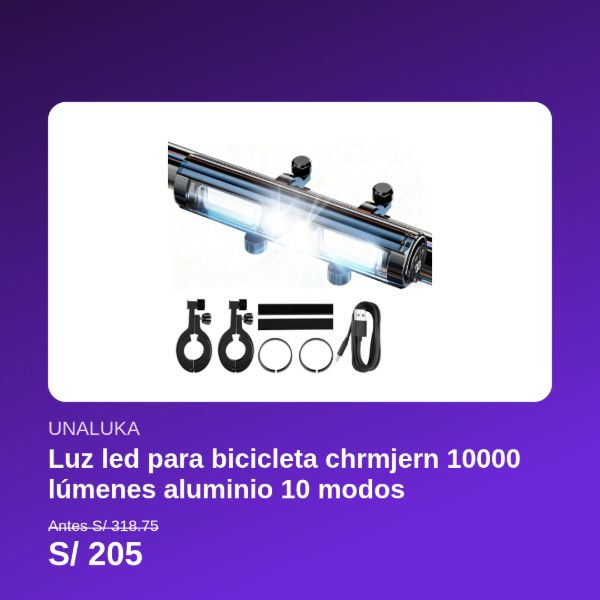 UNALUKA
Luz led para bicicleta chrmjern 10000
lúmenes aluminio 10 modos
Antes S/ 318.75
S/ 205